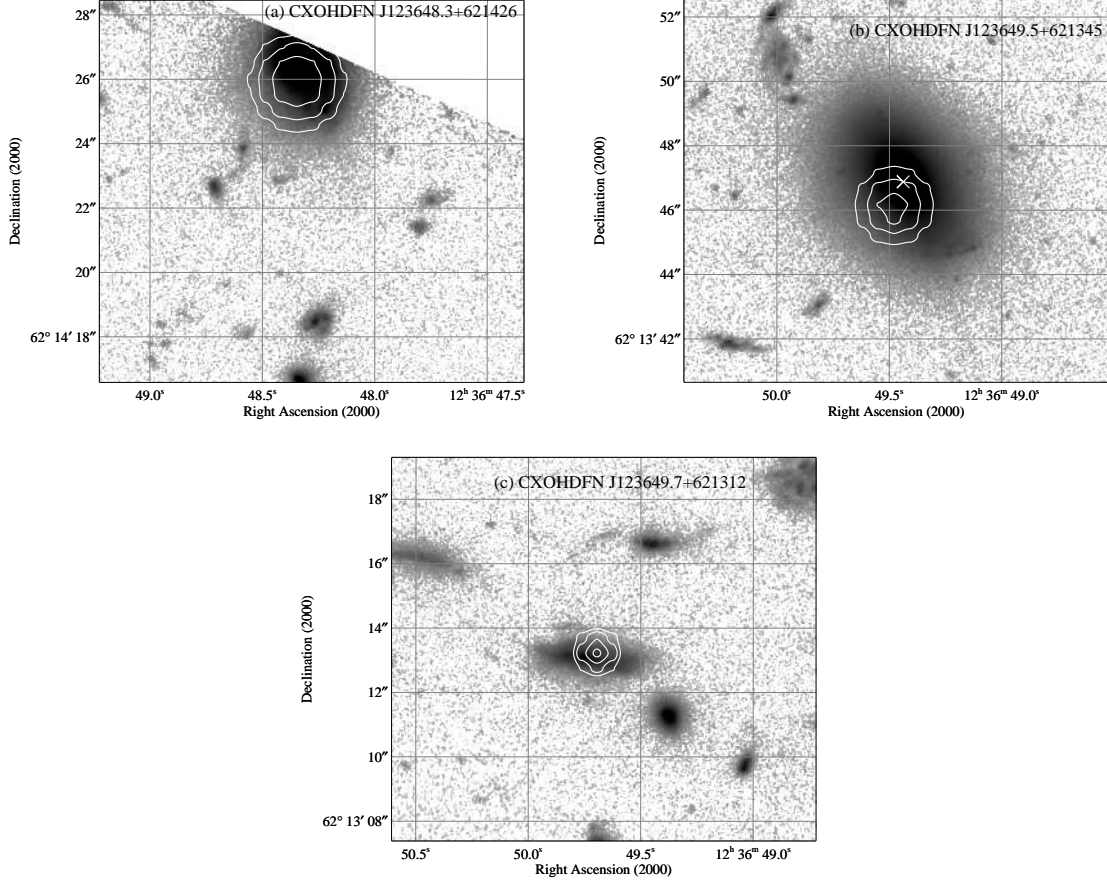 (a) CXOHDFN J123648.3+621426
28″
26″
24″
22″
20″
62° 14′ 18″
Declination (2000)
49.0ˢ 48.5ˢ 48.0ˢ 12ʰ 36ᵐ 47.5ˢ
Right Ascension (2000)
(b) CXOHDFN J123649.5+621345
52″
50″
48″
46″
44″
62° 13′ 42″
Declination (2000)
50.0ˢ 49.5ˢ 12ʰ 36ᵐ 49.0ˢ
Right Ascension (2000)
(c) CXOHDFN J123649.7+621312
18″
16″
14″
12″
10″
62° 13′ 08″
Declination (2000)
50.5ˢ 50.0ˢ 49.5ˢ 12ʰ 36ᵐ 49.0ˢ
Right Ascension (2000)